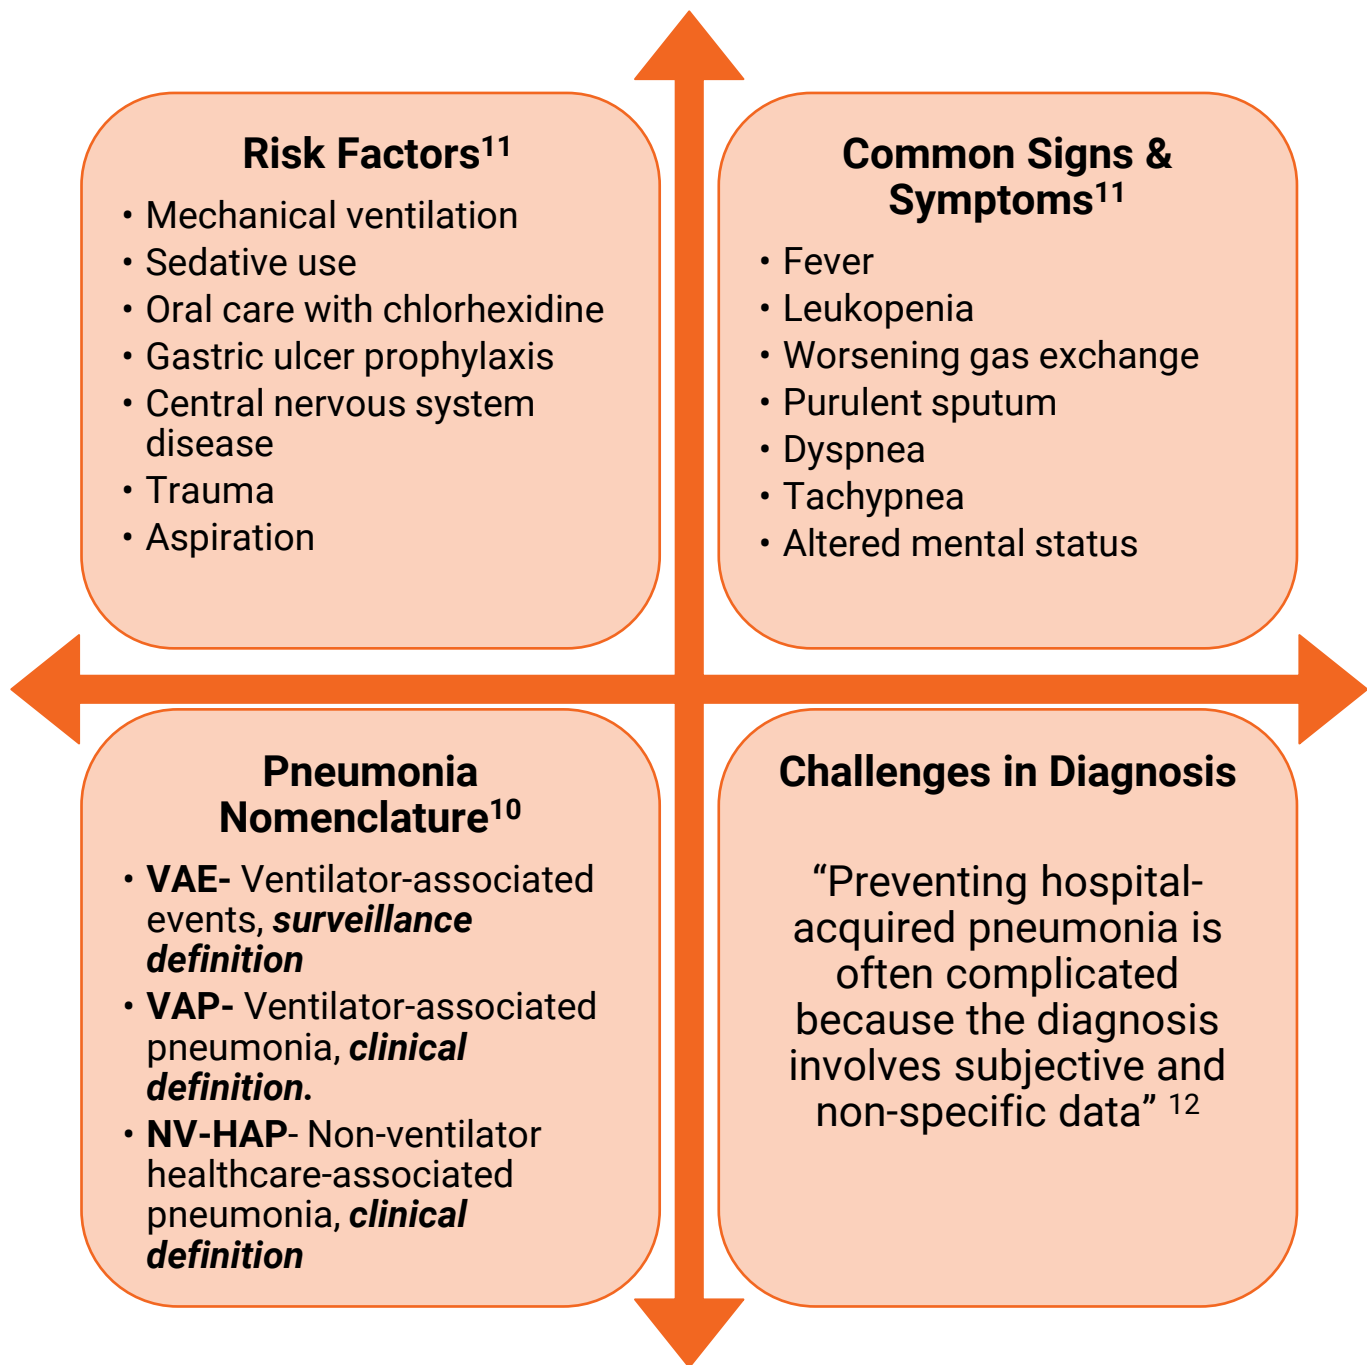 Risk Factors¹¹
• Mechanical ventilation
• Sedative use
• Oral care with chlorhexidine
• Gastric ulcer prophylaxis
• Central nervous system
disease
• Trauma
• Aspiration
Common Signs &
Symptoms¹¹
• Fever
• Leukopenia
• Worsening gas exchange
• Purulent sputum
• Dyspnea
• Tachypnea
• Altered mental status
Pneumonia
Nomenclature¹⁰
• VAE- Ventilator-associated
events, surveillance
definition
• VAP- Ventilator-associated
pneumonia, clinical
definition.
• NV-HAP- Non-ventilator
healthcare-associated
pneumonia, clinical
definition
Challenges in Diagnosis
“Preventing hospital-
acquired pneumonia is
often complicated
because the diagnosis
involves subjective and
non-specific data” ¹²